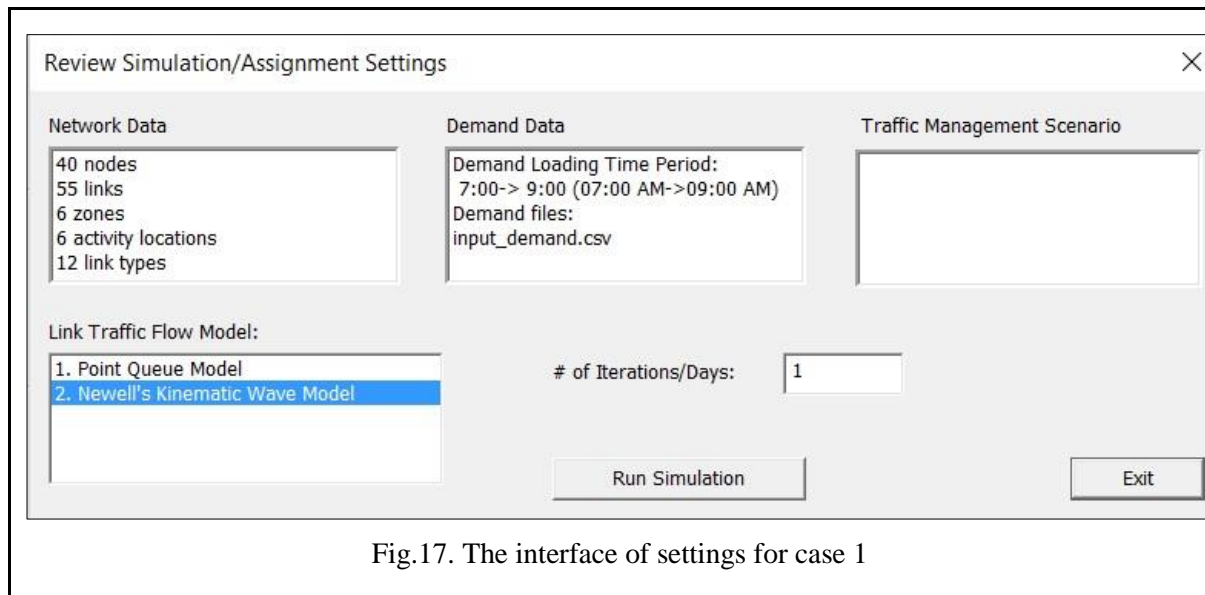 Review Simulation/Assignment Settings
Network Data
40 nodes
55 links
6 zones
6 activity locations
12 link types
Demand Data
Demand Loading Time Period:
7:00-> 9:00 (07:00 AM->09:00 AM)
Demand files:
input_demand.csv
Traffic Management Scenario
Link Traffic Flow Model:
1. Point Queue Model
2. Newell's Kinematic Wave Model
# of Iterations/Days:
1
Run Simulation
Exit
Fig.17. The interface of settings for case 1